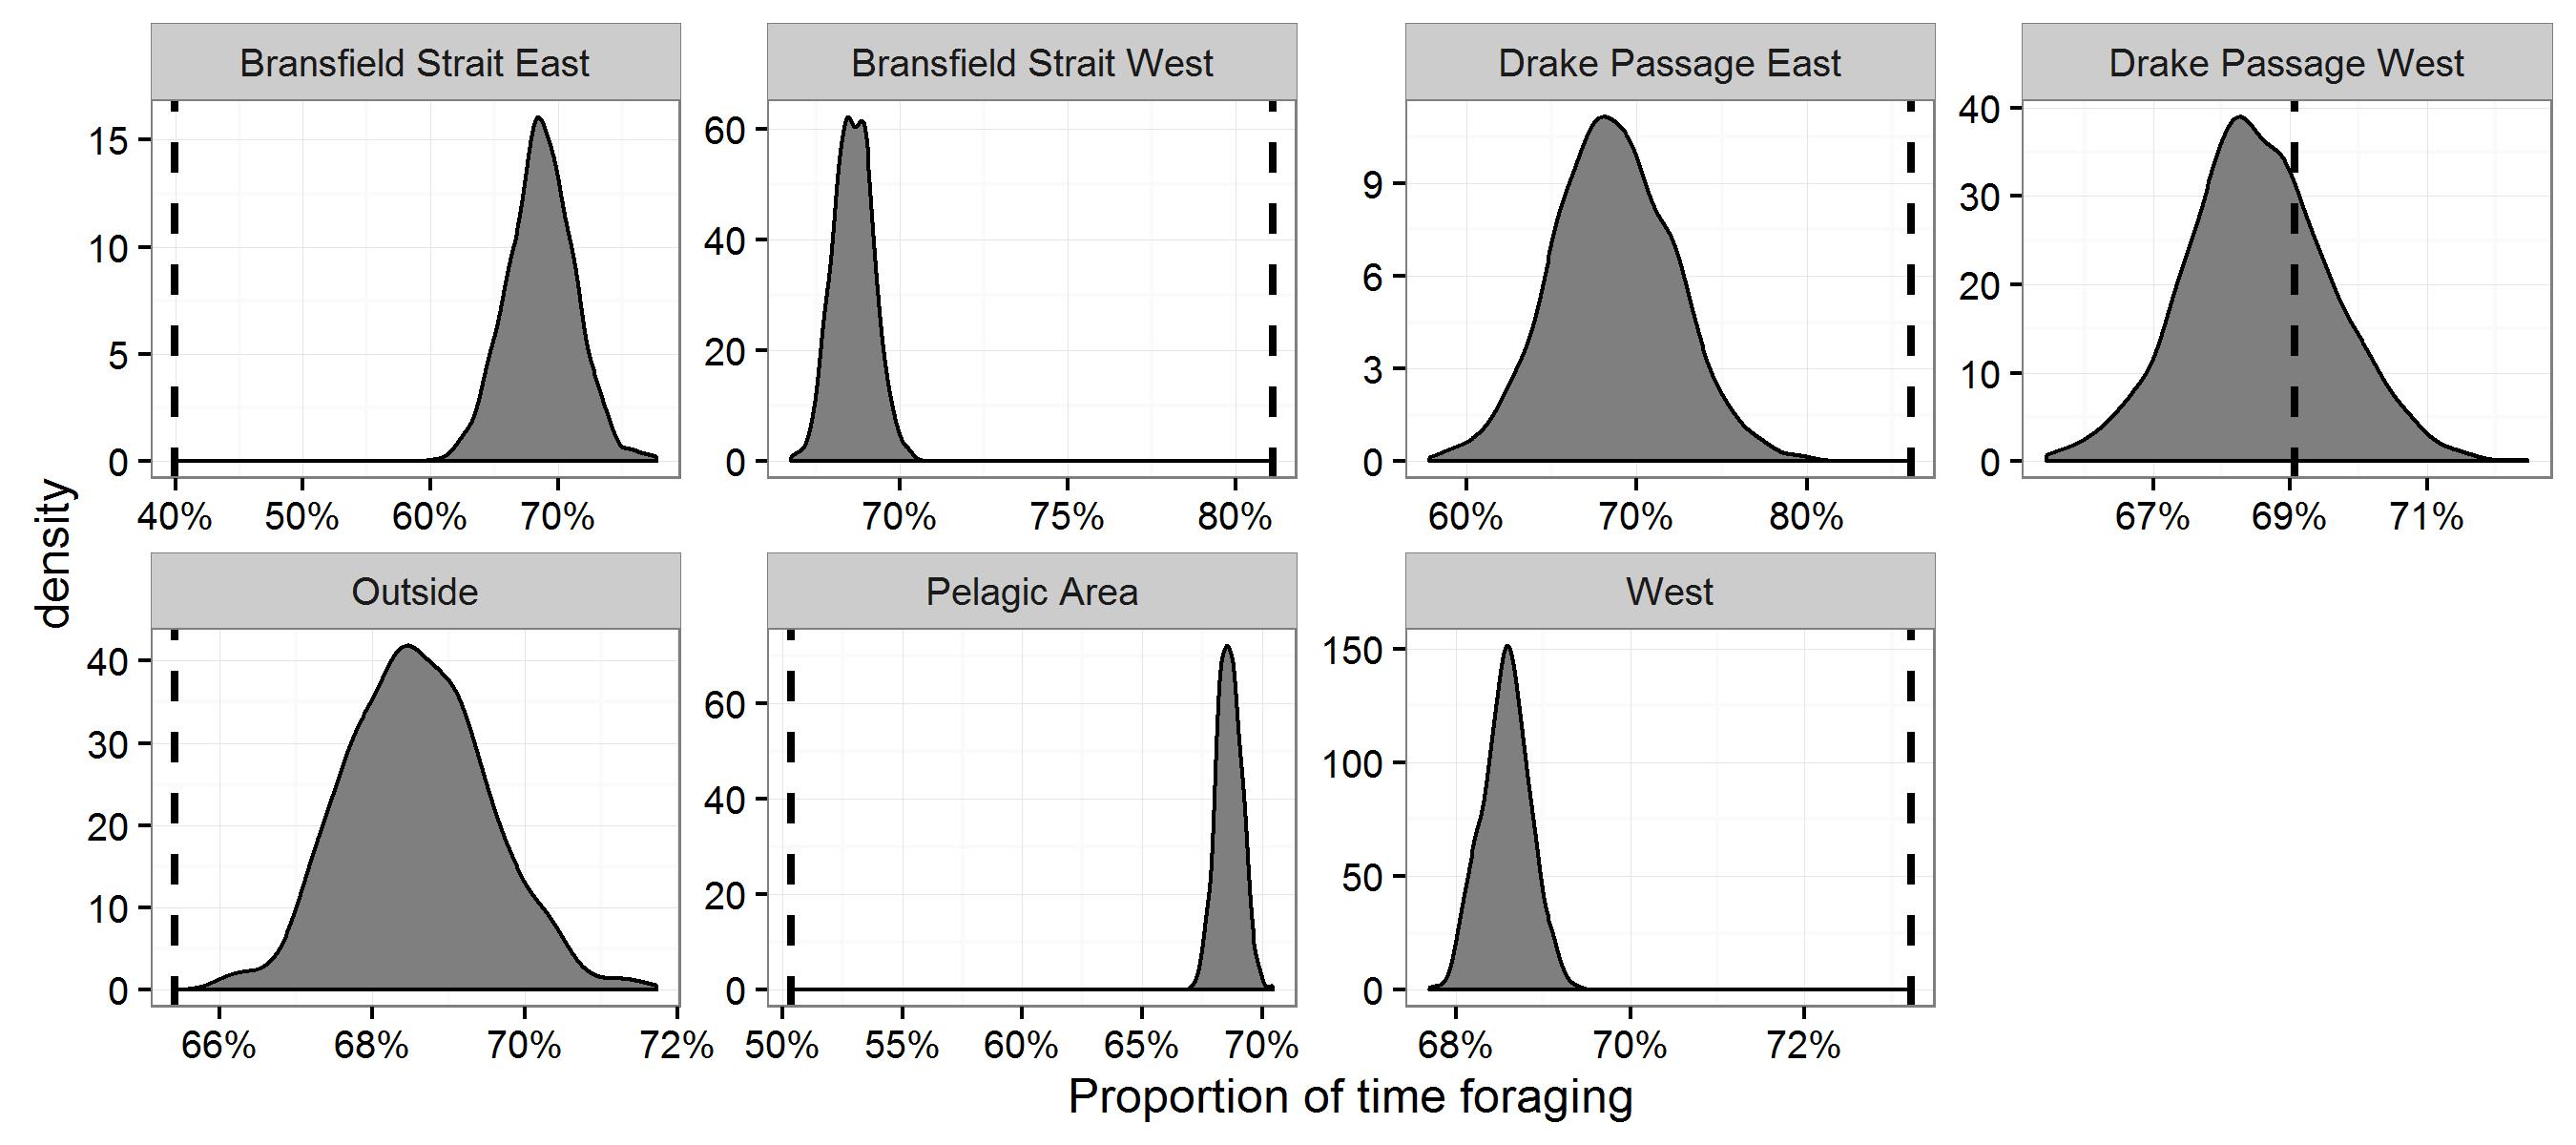 Bransfield Strait East
Bransfield Strait West
Drake Passage East
Drake Passage West
15
10
5
0
40% 50% 60% 70%
60
40
20
0
70% 75% 80%
9
6
3
0
60% 70% 80%
40
30
20
10
0
67% 69% 71%
density
Outside
Pelagic Area
West
40
30
20
10
0
66% 68% 70% 72%
60
40
20
0
50% 55% 60% 65% 70%
150
100
50
0
68% 70% 72%
Proportion of time foraging